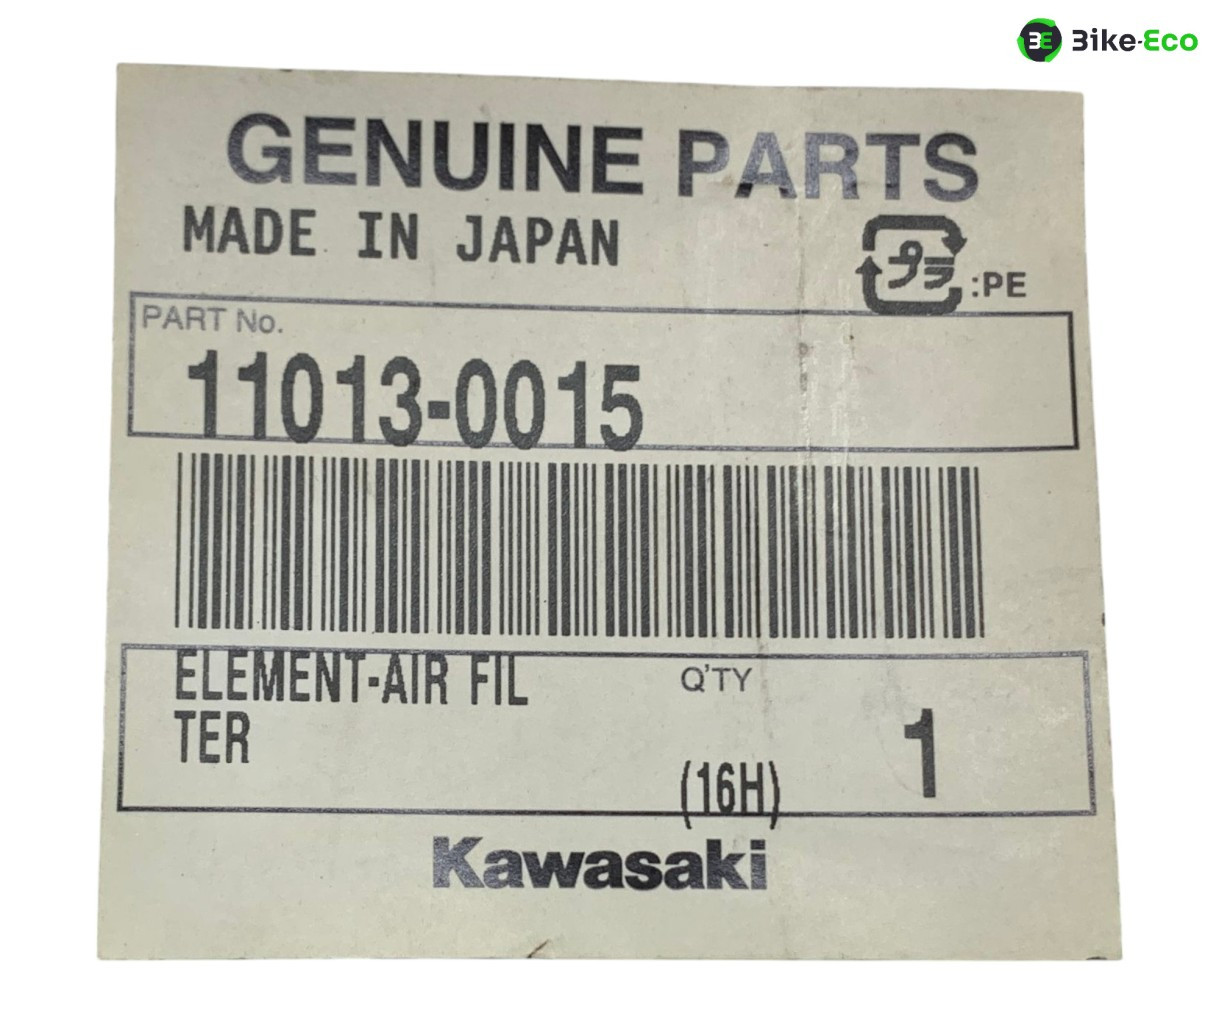 BE Bike-Eco
GENUINE PARTS
MADE IN JAPAN
プラ :PE
PART No.
11013-0015
ELEMENT-AIR FIL
TER
Q'TY
1
(16H)
Kawasaki